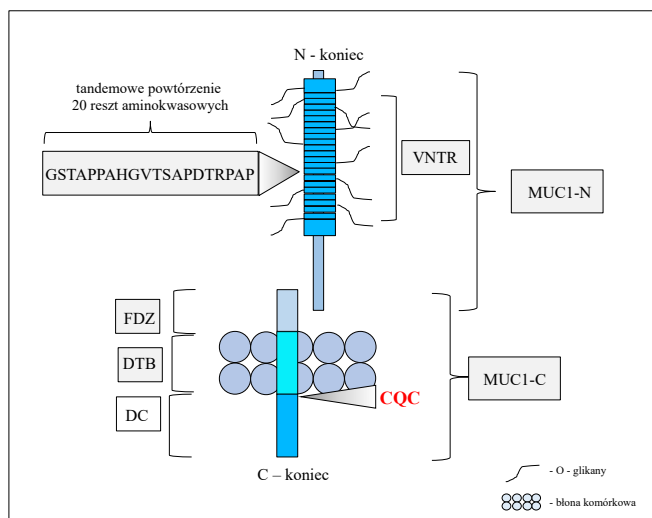 N - koniec
tandemowe powtórzenie
20 reszt aminokwasowych
GSTAPPAHGVTSAPDTRPAP
VNTR
MUC1-N
FDZ
DTB
DC
CQC
MUC1-C
C – koniec
- O - glikany
- błona komórkowa